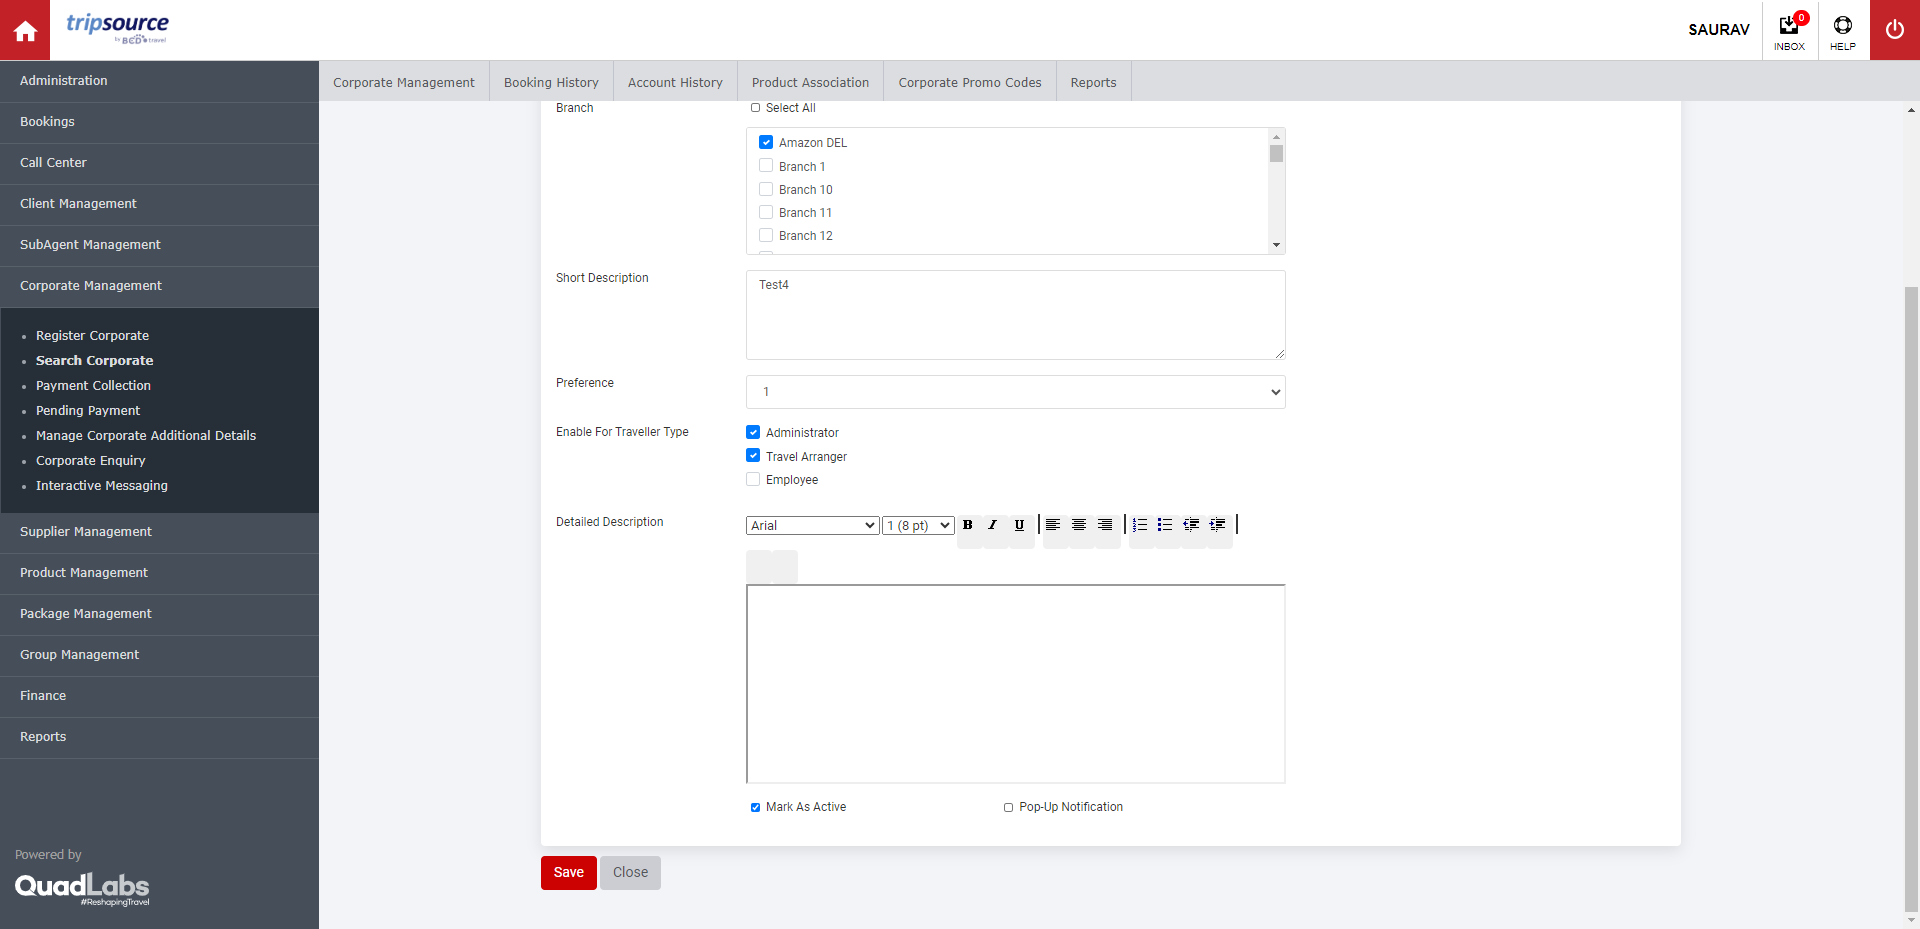 tripsource
by BCD travel
SAURAV
0
INBOX
HELP
Administration
Bookings
Call Center
Client Management
SubAgent Management
Corporate Management
Register Corporate
Search Corporate
Payment Collection
Pending Payment
Manage Corporate Additional Details
Corporate Enquiry
Interactive Messaging
Supplier Management
Product Management
Package Management
Group Management
Finance
Reports
Powered by
QuadLabs
#ReshapingTravel
Corporate Management
Booking History
Account History
Product Association
Corporate Promo Codes
Reports
Branch
Select All
Amazon DEL
Branch 1
Branch 10
Branch 11
Branch 12
Short Description
Test4
Preference
1
Enable For Traveller Type
Administrator
Travel Arranger
Employee
Detailed Description
Arial
1 (8 pt)
B I U
Mark As Active
Pop-Up Notification
Save
Close